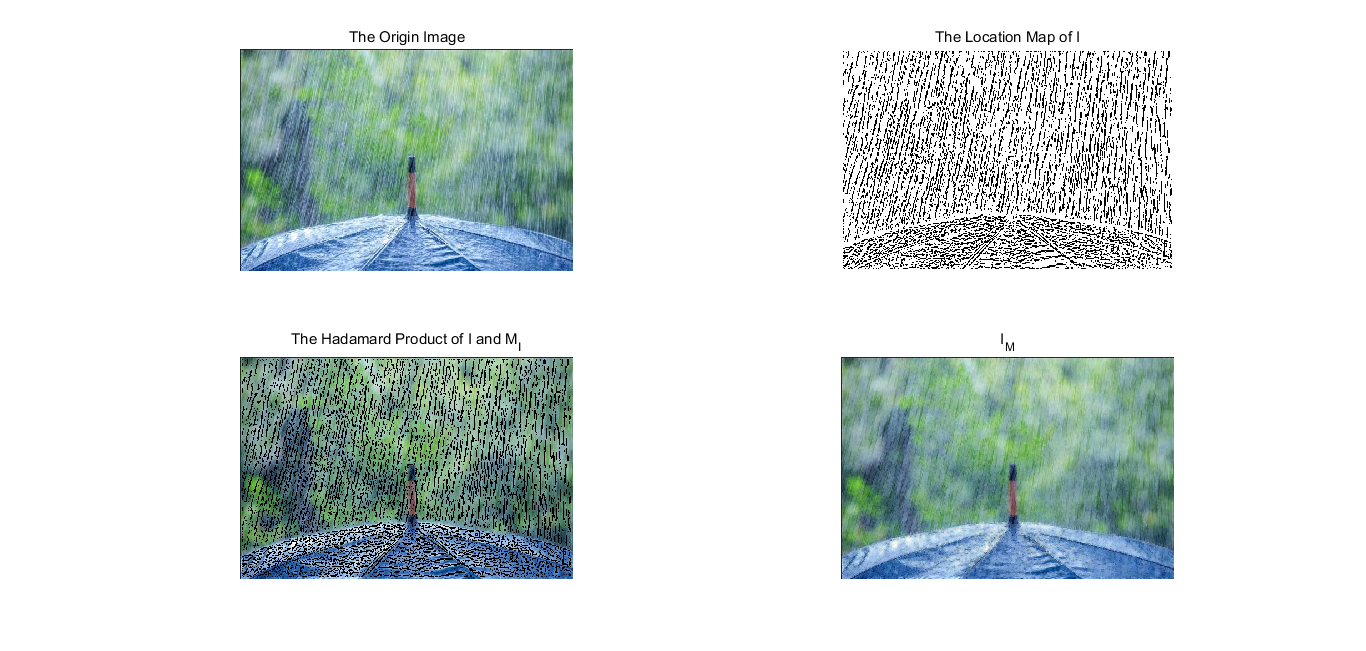 The Origin Image
The Location Map of I
The Hadamard Product of I and M_I
I_M